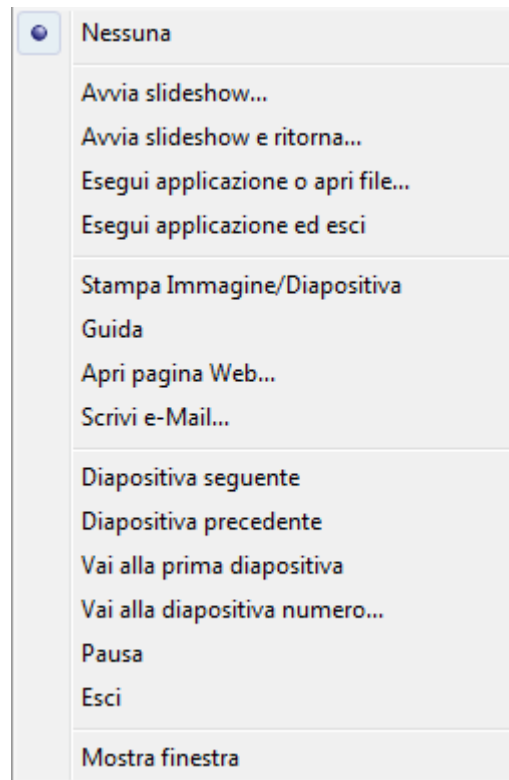 Nessuna
Avvia slideshow...
Avvia slideshow e ritorna...
Esegui applicazione o apri file...
Esegui applicazione ed esci
Stampa Immagine/Diapositiva
Guida
Apri pagina Web...
Scrivi e-Mail...
Diapositiva seguente
Diapositiva precedente
Vai alla prima diapositiva
Vai alla diapositiva numero...
Pausa
Esci
Mostra finestra